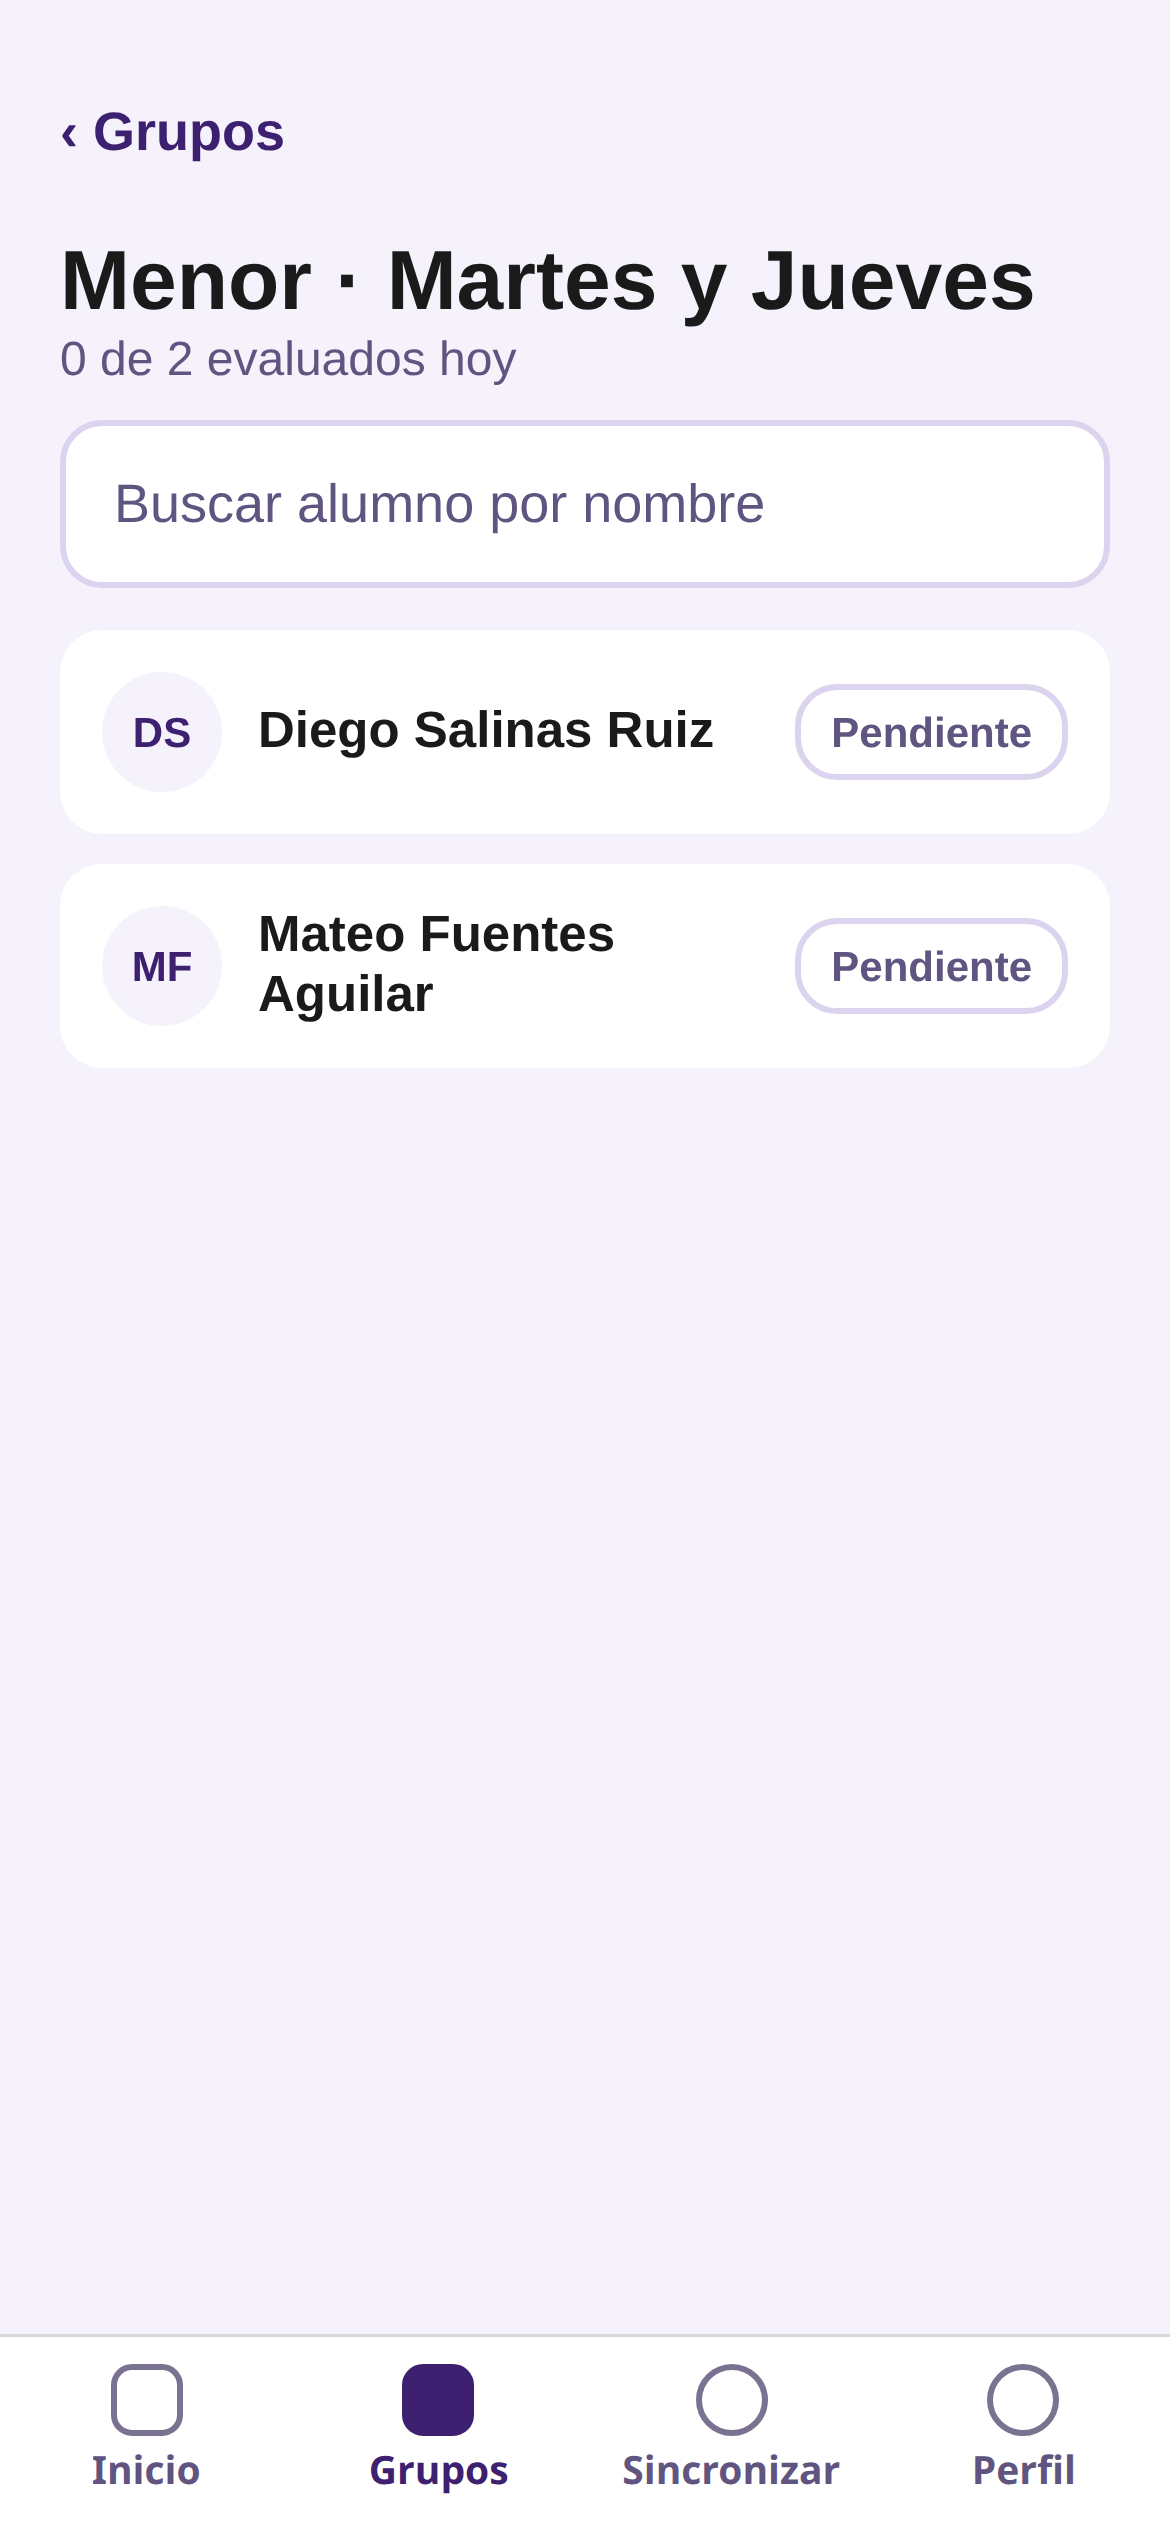 ‹ Grupos
Menor · Martes y Jueves
0 de 2 evaluados hoy
Buscar alumno por nombre
DS
Diego Salinas Ruiz
Pendiente
MF
Mateo Fuentes
Aguilar
Pendiente
Inicio
Grupos
Sincronizar
Perfil